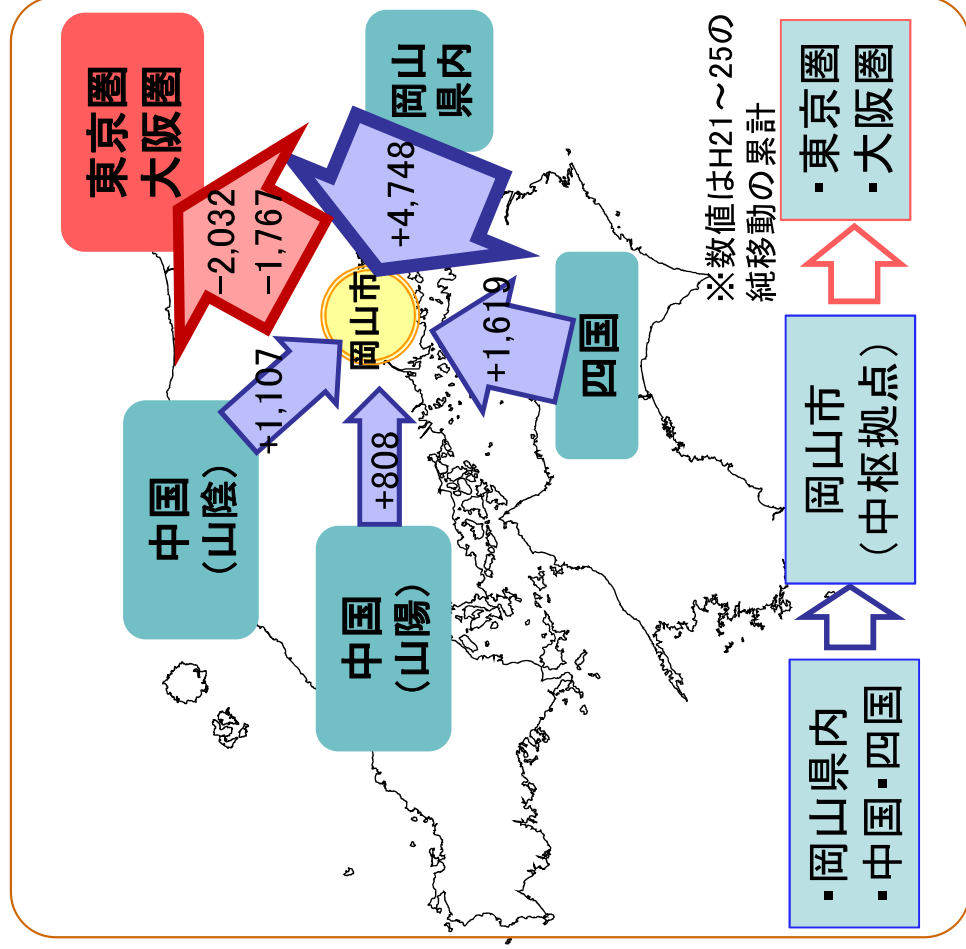 東京圏
大阪圏
岡山
県内
-2,032
-1,767
+4,748
岡山市
+1,107
+1,619
+808
中国
(山陰)
中国
(山陽)
四国
※数値はH21~25の
純移動の累計
・岡山県内
・中国・四国
岡山市
(中枢拠点)
・東京圏
・大阪圏